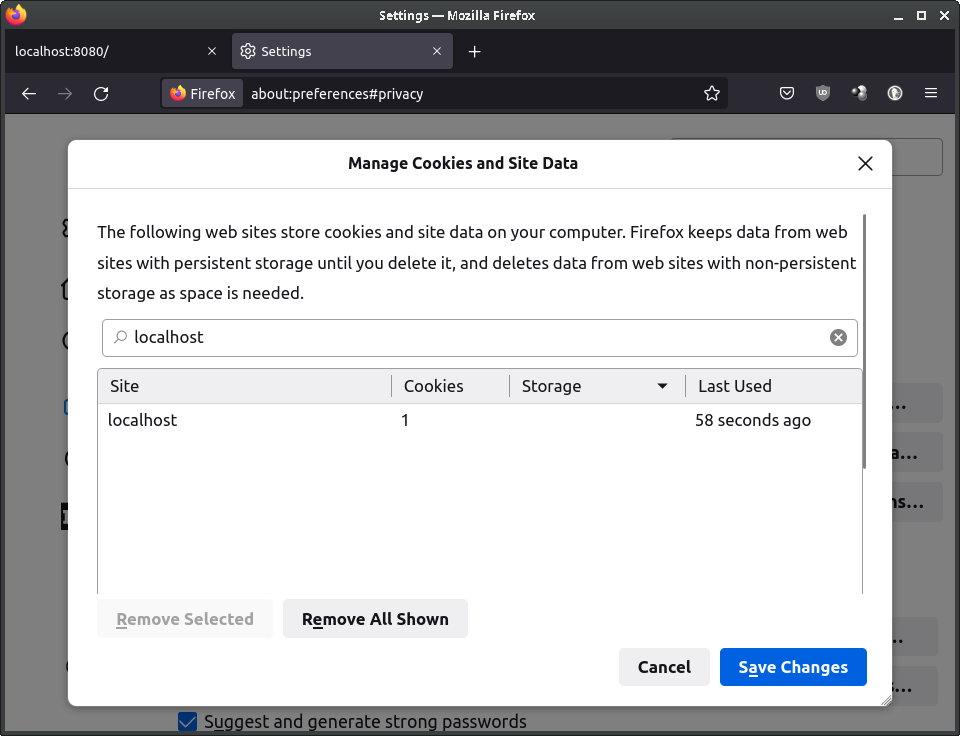 Settings — Mozilla Firefox
localhost:8080/
Settings
Firefox
about:preferences#privacy
Manage Cookies and Site Data
The following web sites store cookies and site data on your computer. Firefox keeps data from web
sites with persistent storage until you delete it, and deletes data from web sites with non-persistent
storage as space is needed.
localhost
Site Cookies Storage Last Used
localhost 1 58 seconds ago
Remove Selected Remove All Shown
Cancel Save Changes
Suggest and generate strong passwords